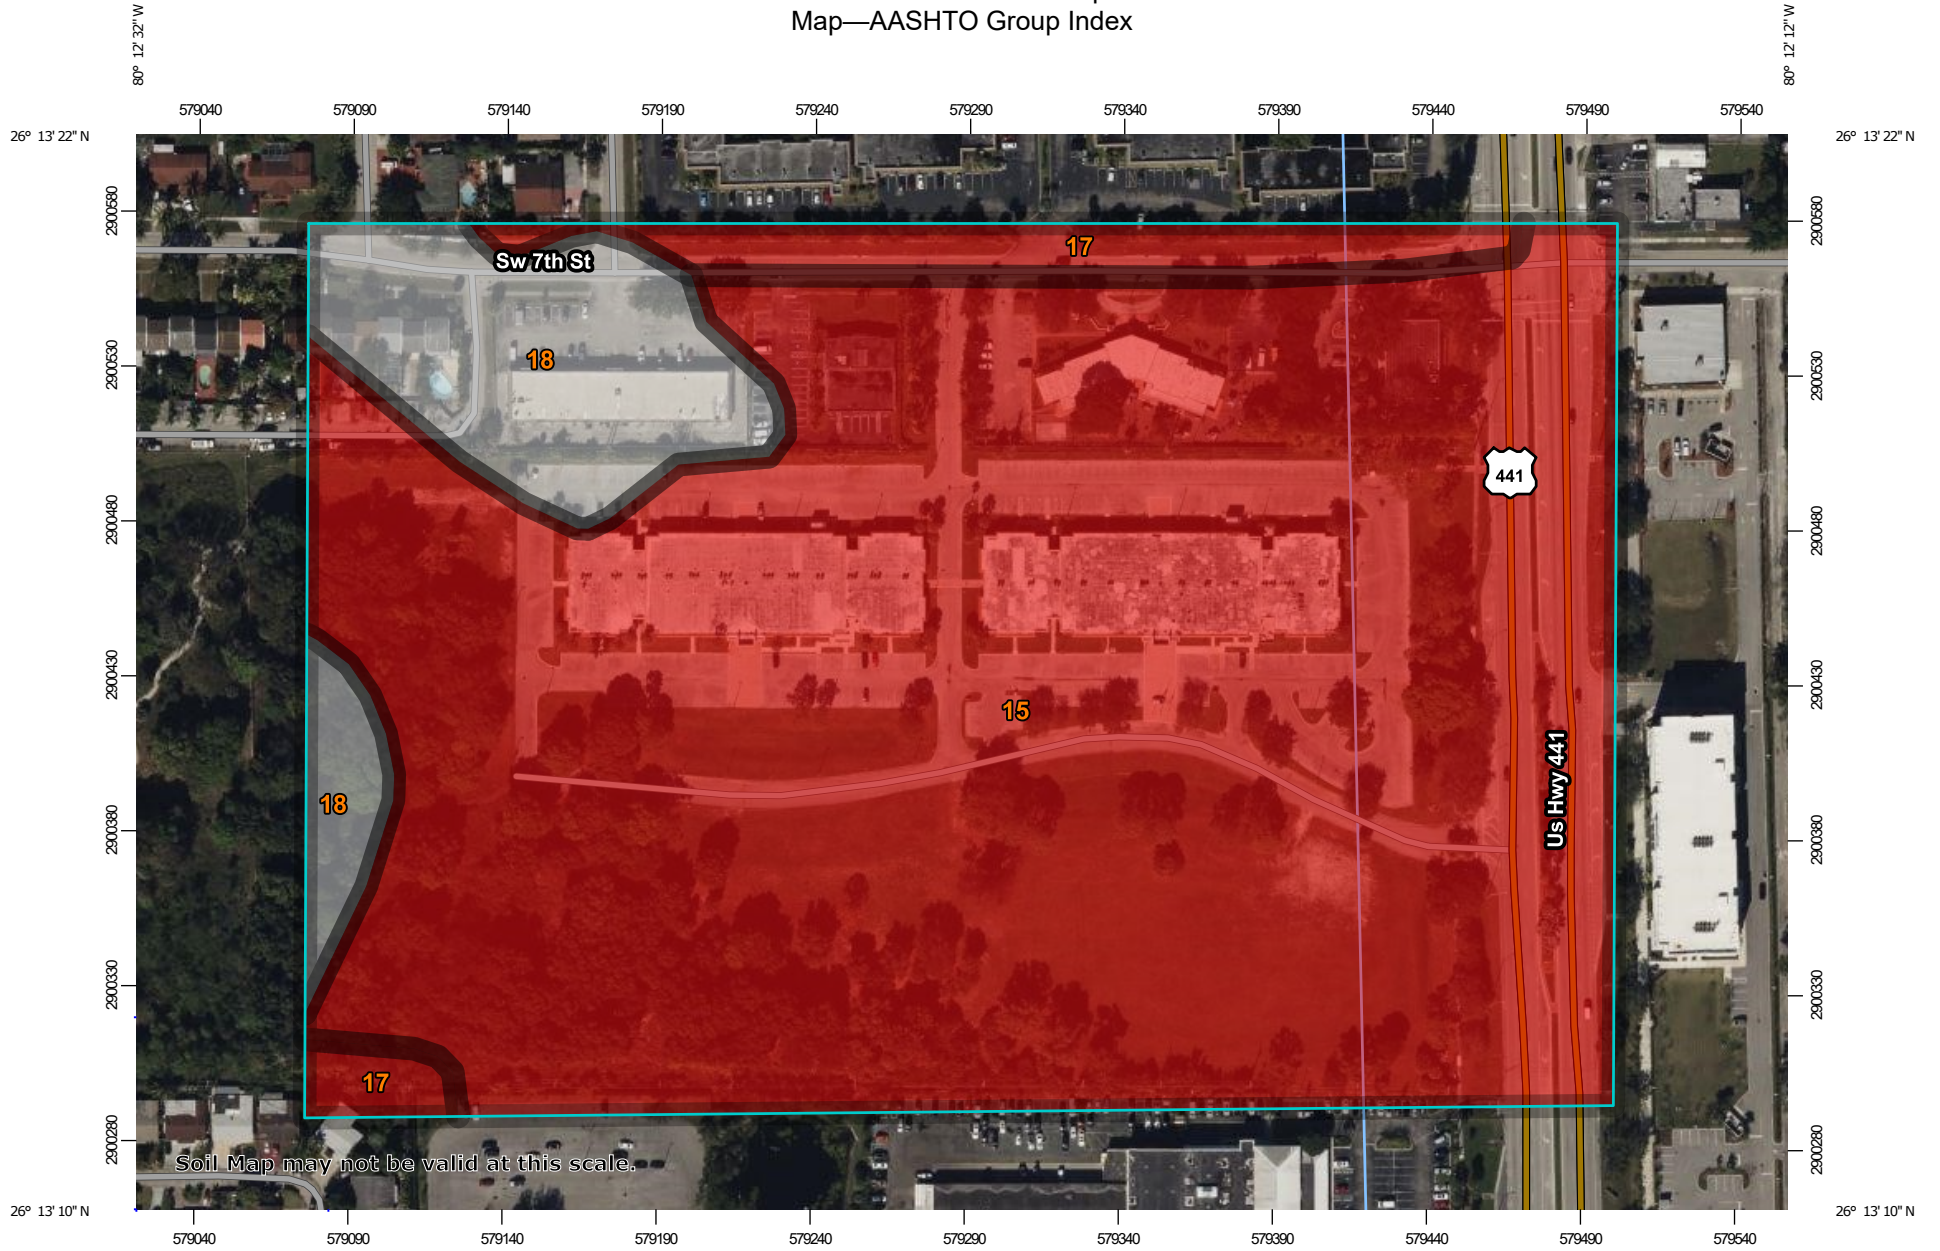 Map—AASHTO Group Index
80° 12' 32'' W
80° 12' 12'' W
579040 579090 579140 579190 579240 579290 579340 579390 579440 579490 579540
26° 13' 22'' N
26° 13' 22'' N
2900580
2900580
17
Sw 7th St
18
2900530
2900530
441
2900480
2900480
2900430
2900430
15
Us Hwy 441
18
2900380
2900380
2900330
2900330
17
2900280
2900280
Soil Map may not be valid at this scale.
26° 13' 10'' N
26° 13' 10'' N
579040 579090 579140 579190 579240 579290 579340 579390 579440 579490 579540